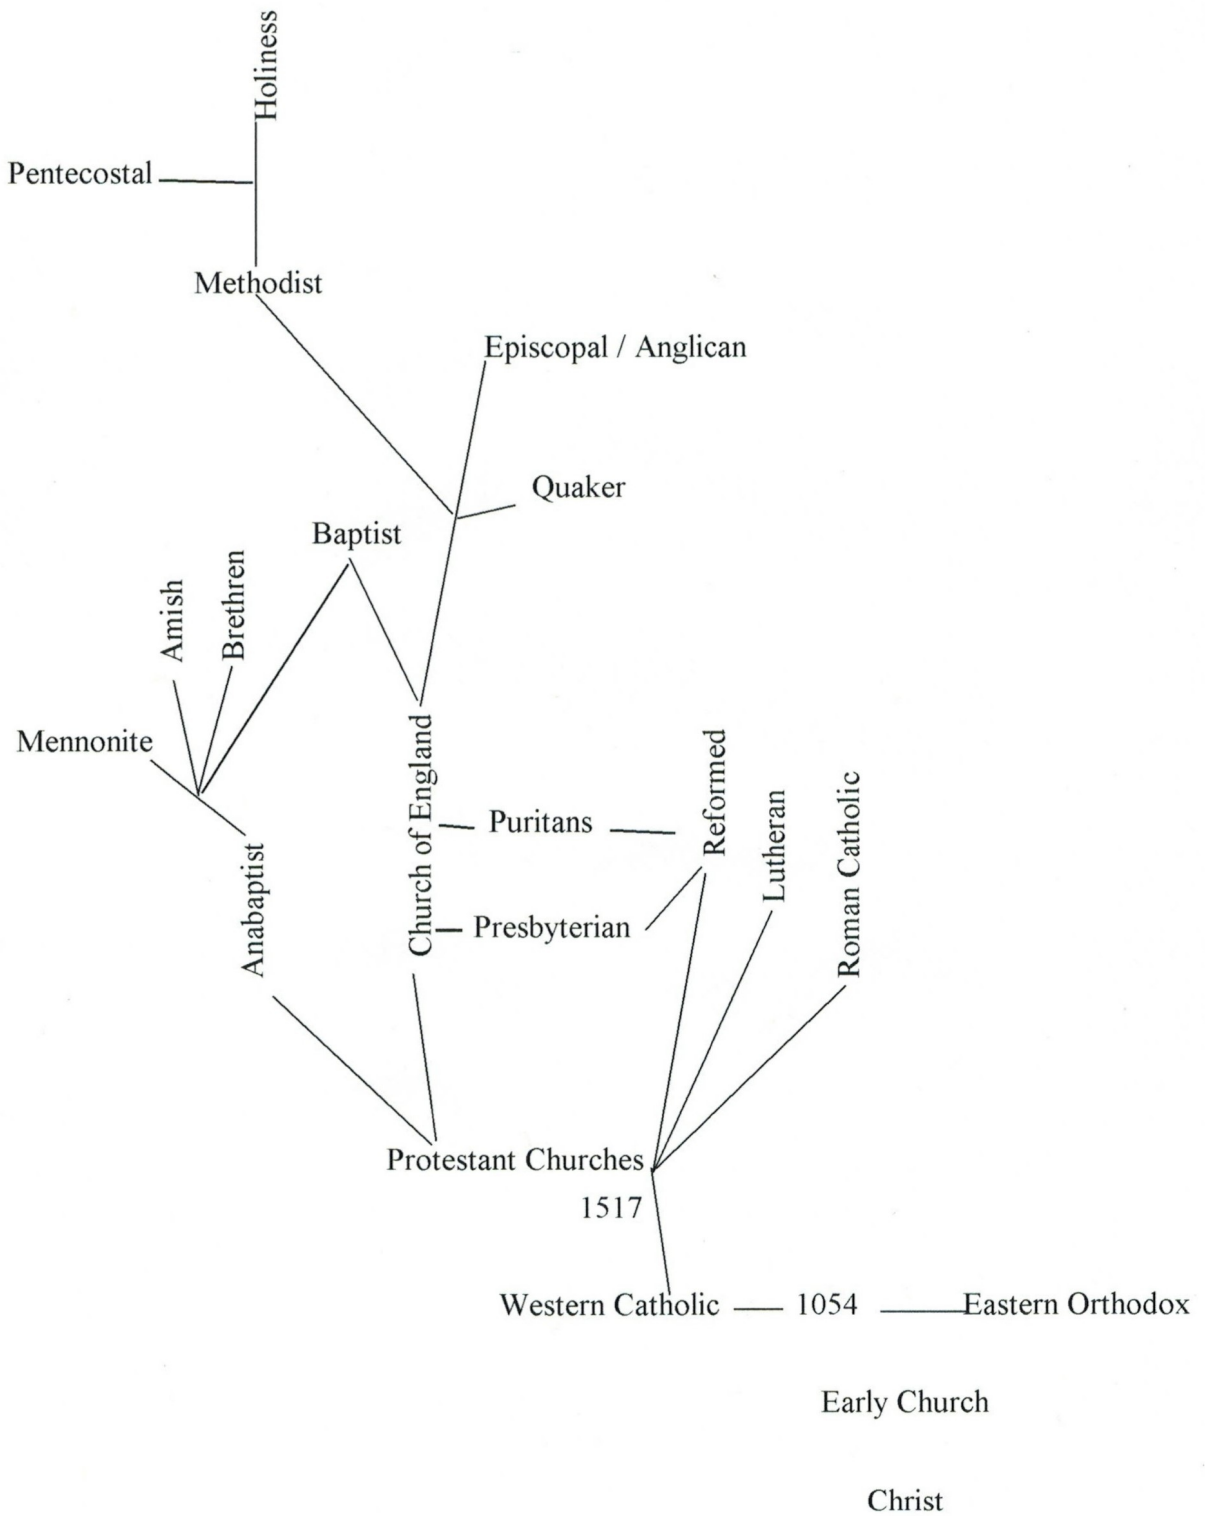 Holiness
Pentecostal
Methodist
Episcopal / Anglican
Quaker
Baptist
Amish
Brethren
Mennonite
Church of England
Puritans
Reformed
Lutheran
Roman Catholic
Anabaptist
Presbyterian
Protestant Churches
1517
Western Catholic
1054
Eastern Orthodox
Early Church
Christ